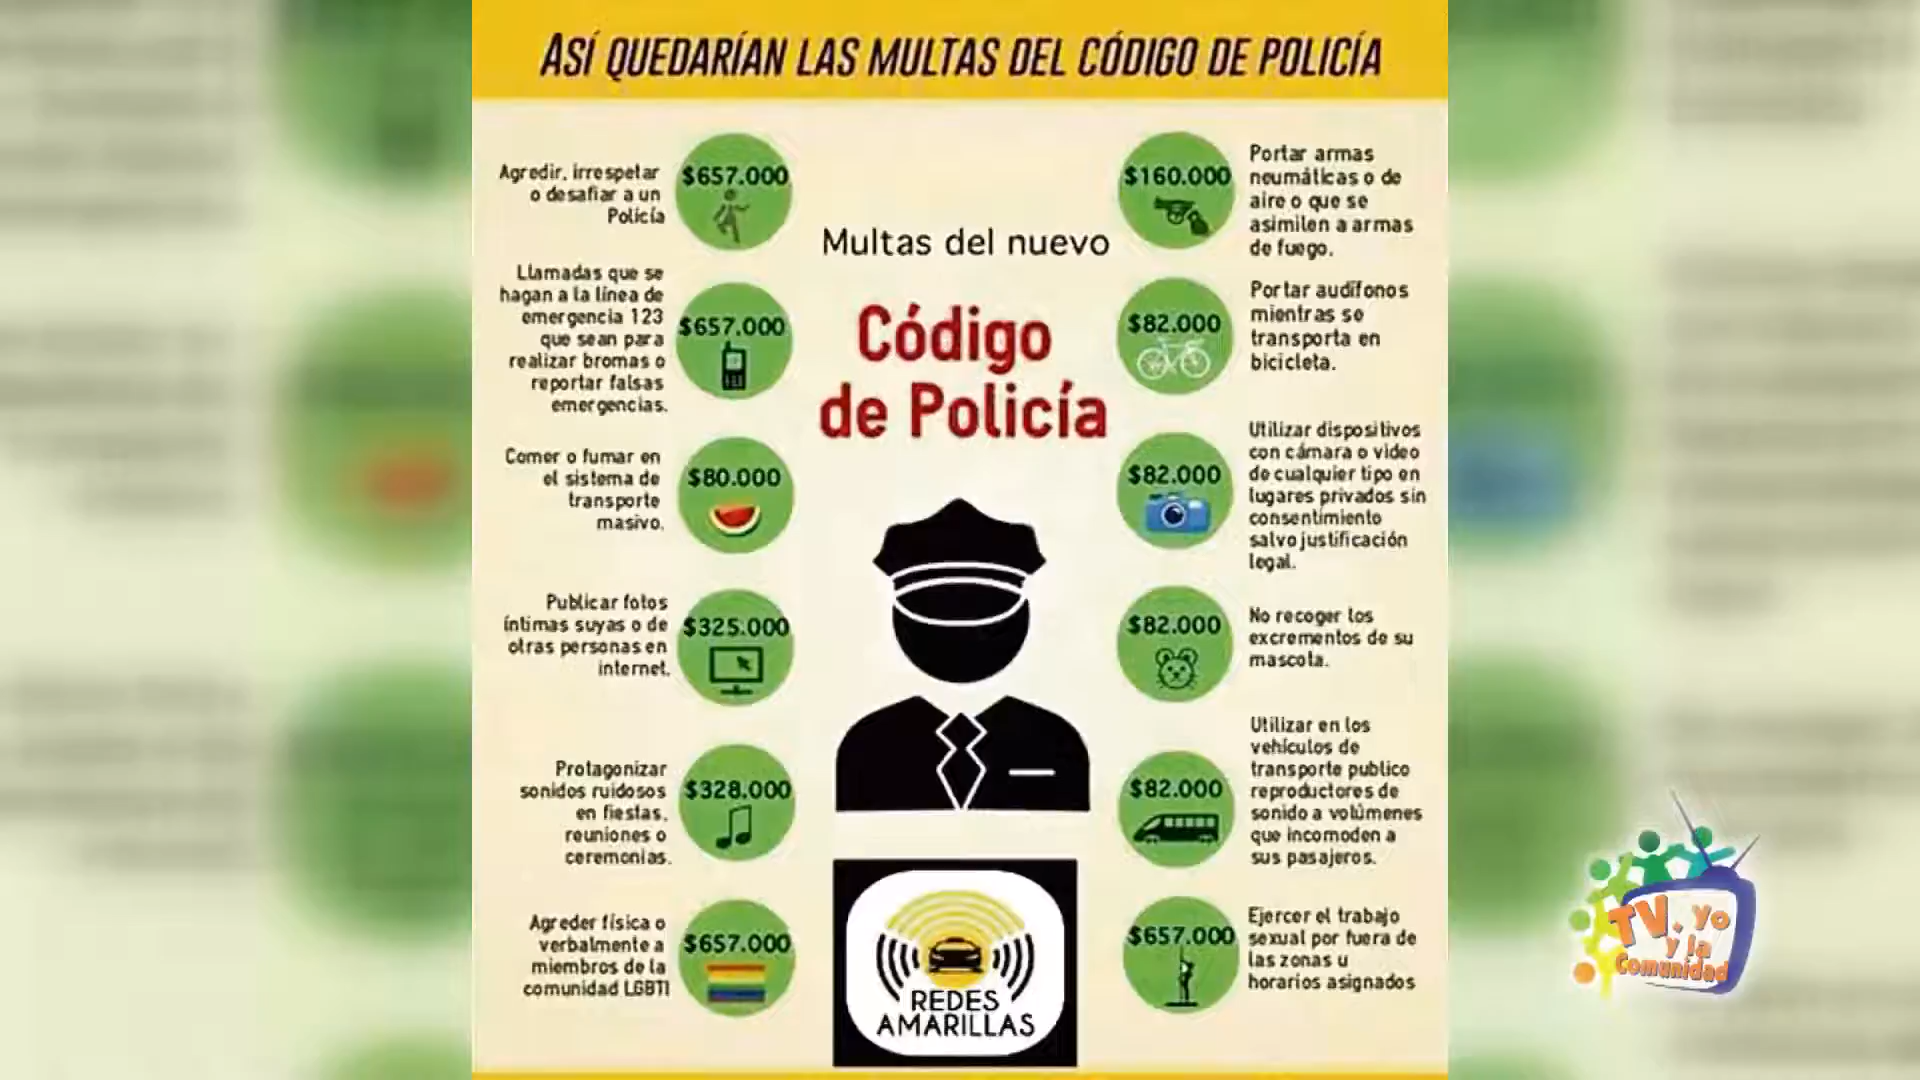 ASÍ QUEDARÍAN LAS MULTAS DEL CÓDIGO DE POLICÍA
Agredir, irrespetar
o desafiar a un
Policía
$657.000
Llamadas que se
hagan a la línea de
emergencia 123
que sean para
realizar bromas o
reportar falsas
emergencias.
$657.000
Comer o fumar en
el sistema de
transporte
masivo.
$80.000
Publicar fotos
íntimas suyas o de
otras personas en
internet.
$325.000
Protagonizar
sonidos ruidosos
en fiestas,
reuniones o
ceremonias.
$328.000
Agreder física o
verbalmente a
miembros de la
comunidad LGBTI
$657.000
Multas del nuevo
Código
de Policía
REDES
AMARILLAS
$160.000
Portar armas
neumáticas o de
aire o que se
asimilen a armas
de fuego.
$82.000
Portar audífonos
mientras se
transporta en
bicicleta.
$82.000
Utilizar dispositivos
con cámara o video
de cualquier tipo en
lugares privados sin
consentimiento
salvo justificación
legal.
$82.000
No recoger los
excrementos de su
mascota.
$82.000
Utilizar en los
vehículos de
transporte publico
reproductores de
sonido a volúmenes
que incomoden a
sus pasajeros.
$657.000
Ejercer el trabajo
sexual por fuera de
las zonas u
horarios asignados
TV, Yo
y la
Comunidad